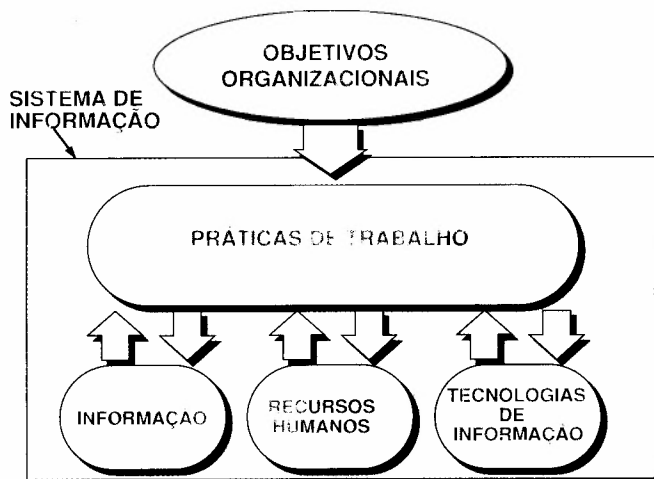 OBJETIVOS
ORGANIZACIONAIS
SISTEMA DE
INFORMAÇÃO
PRÁTICAS DE TRABALHO
INFORMAÇAO
RECURSOS
HUMANOS
TECNOLOGIAS
DE
INFORMAÇÃO